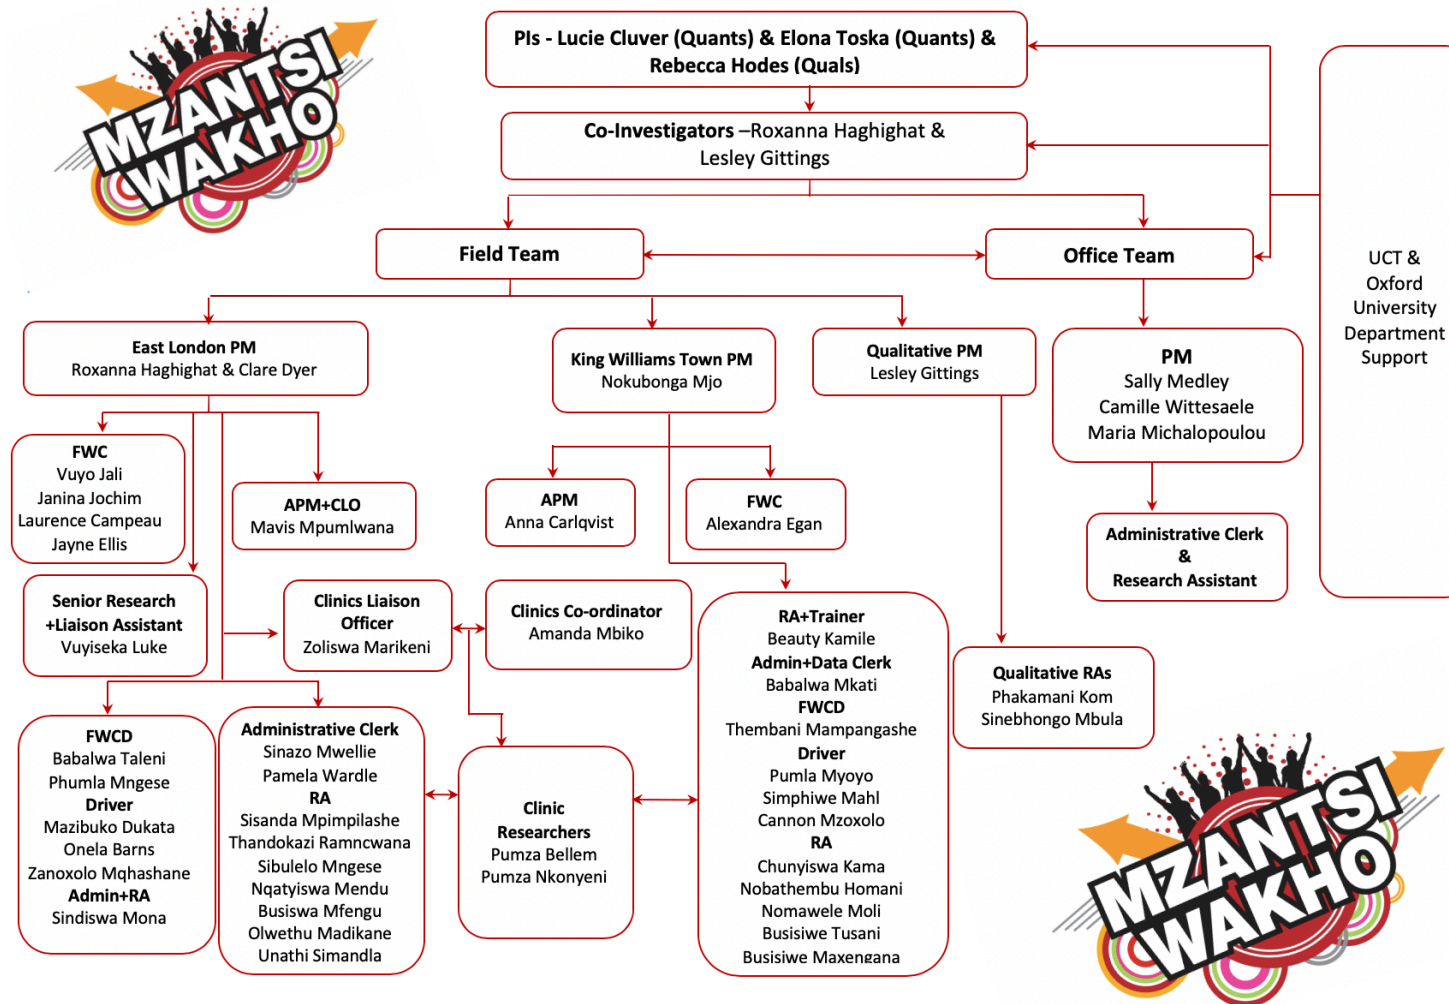 MZANTSI
WAKHO
PIs - Lucie Cluver (Quants) & Elona Toska (Quants) &
Rebecca Hodes (Quals)
Co-Investigators –Roxanna Haghighat &
Lesley Gittings
Field Team
Office Team
UCT &
Oxford
University
Department
Support
East London PM
Roxanna Haghighat & Clare Dyer
King Williams Town PM
Nokubonga Mjo
Qualitative PM
Lesley Gittings
PM
Sally Medley
Camille Wittesaele
Maria Michalopoulou
FWC
Vuyo Jali
Janina Jochim
Laurence Campeau
Jayne Ellis
APM+CLO
Mavis Mpumlwana
APM
Anna Carlqvist
FWC
Alexandra Egan
Administrative Clerk
&
Research Assistant
Senior Research
+Liaison Assistant
Vuyiseka Luke
Clinics Liaison
Officer
Zoliswa Marikeni
Clinics Co-ordinator
Amanda Mbiko
RA+Trainer
Beauty Kamile
Admin+Data Clerk
Babalwa Mkati
FWCD
Thembani Mampangashe
Driver
Pumla Myoyo
Simphiwe Mahl
Cannon Mzoxolo
RA
Chunyiswa Kama
Nobathembu Homani
Nomawele Moli
Busisiwe Tusani
Busisiwe Maxengana
Qualitative RAs
Phakamani Kom
Sinebhongo Mbula
FWCD
Babalwa Taleni
Phumla Mngese
Driver
Mazibuko Dukata
Onela Barns
Zanoxolo Mqhashane
Admin+RA
Sindiswa Mona
Administrative Clerk
Sinazo Mwellie
Pamela Wardle
RA
Sisanda Mpimpilashe
Thandokazi Ramncwana
Sibulelo Mngese
Nqatyiswa Mendu
Busiswa Mfengu
Olwethu Madikane
Unathi Simandla
Clinic
Researchers
Pumza Bellem
Pumza Nkonyeni
MZANTSI
WAKHO